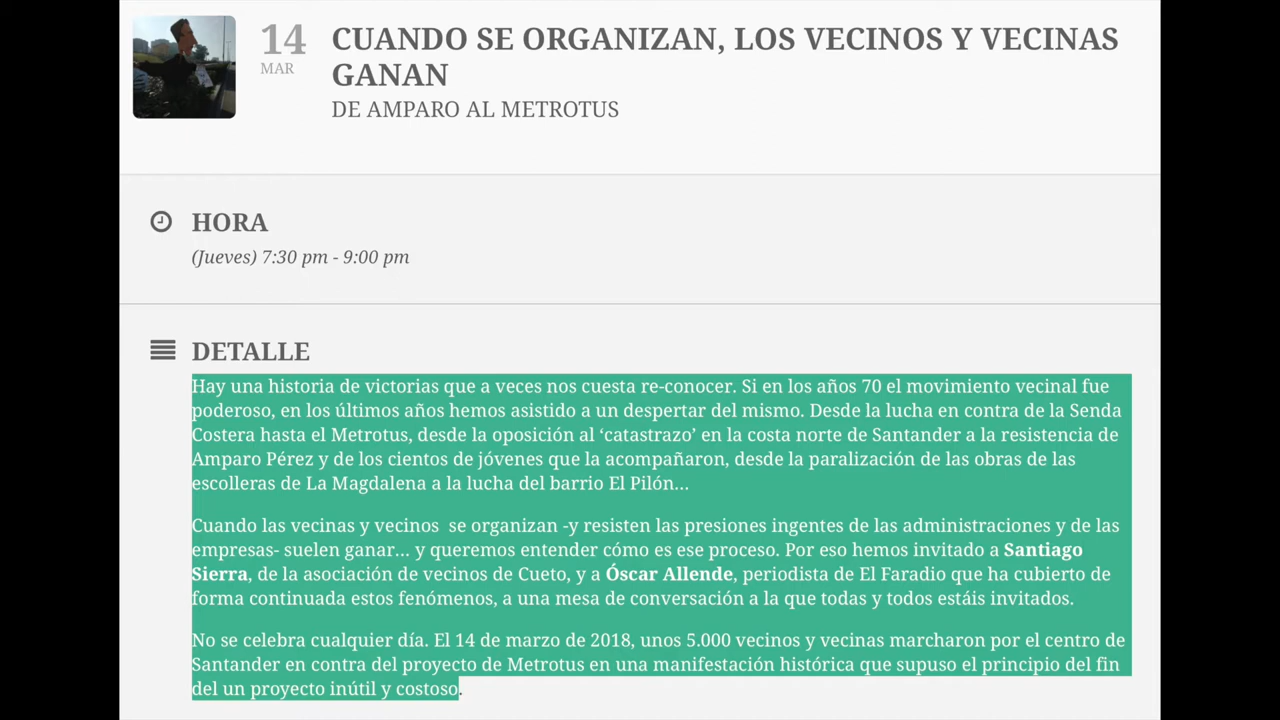 14
MAR
CUANDO SE ORGANIZAN, LOS VECINOS Y VECINAS
GANAN
DE AMPARO AL METROTUS
HORA
(Jueves) 7:30 pm - 9:00 pm
DETALLE
Hay una historia de victorias que a veces nos cuesta re-conocer. Si en los años 70 el movimiento vecinal fue
poderoso, en los últimos años hemos asistido a un despertar del mismo. Desde la lucha en contra de la Senda
Costera hasta el Metrotus, desde la oposición al ‘catastrazo’ en la costa norte de Santander a la resistencia de
Amparo Pérez y de los cientos de jóvenes que la acompañaron, desde la paralización de las obras de las
escolleras de La Magdalena a la lucha del barrio El Pilón…
Cuando las vecinas y vecinos  se organizan -y resisten las presiones ingentes de las administraciones y de las
empresas- suelen ganar… y queremos entender cómo es ese proceso. Por eso hemos invitado a Santiago
Sierra, de la asociación de vecinos de Cueto, y a Óscar Allende, periodista de El Faradio que ha cubierto de
forma continuada estos fenómenos, a una mesa de conversación a la que todas y todos estáis invitados.
No se celebra cualquier día. El 14 de marzo de 2018, unos 5.000 vecinos y vecinas marcharon por el centro de
Santander en contra del proyecto de Metrotus en una manifestación histórica que supuso el principio del fin
del un proyecto inútil y costoso.